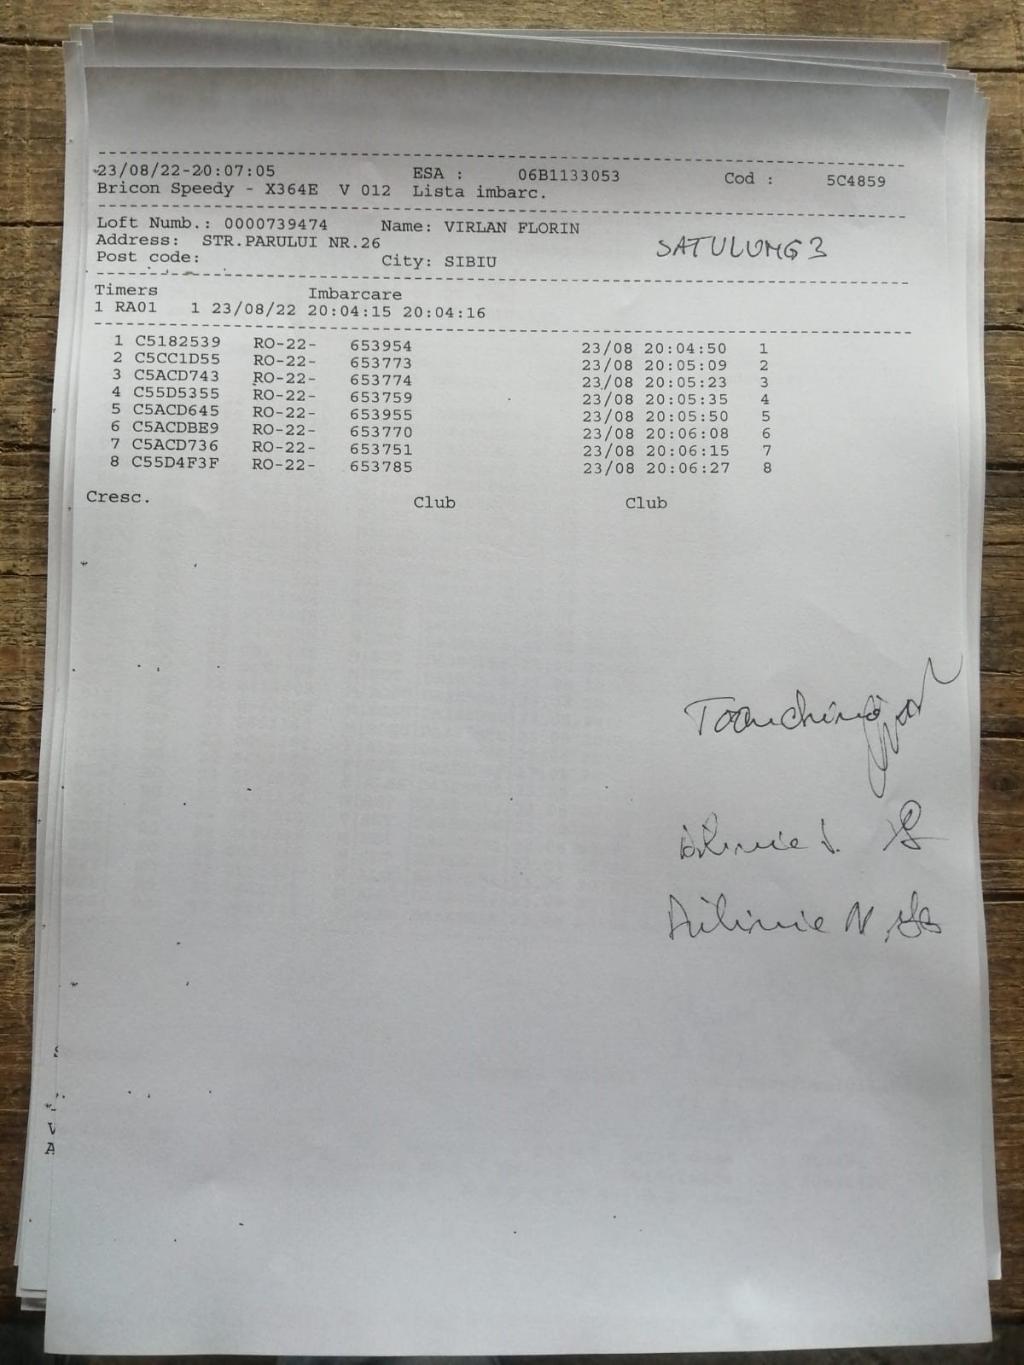 23/08/22-20:07:05 ESA : 06B1133053 Cod : 5C4859
Bricon Speedy - X364E V 012 Lista imbarc.
Loft Numb.: 0000739474 Name: VIRLAN FLORIN
Address: STR.PARULUI NR.26 SATULUNG 3
Post code: City: SIBIU
Timers Imbarcare
1 RA01 1 23/08/22 20:04:15 20:04:16
1 C5182539 RO-22- 653954 23/08 20:04:50 1
2 C5CC1D55 RO-22- 653773 23/08 20:05:09 2
3 C5ACD743 RO-22- 653774 23/08 20:05:23 3
4 C55D5355 RO-22- 653759 23/08 20:05:35 4
5 C5ACD645 RO-22- 653955 23/08 20:05:50 5
6 C5ACDBE9 RO-22- 653770 23/08 20:06:08 6
7 C5ACD736 RO-22- 653751 23/08 20:06:15 7
8 C55D4F3F RO-22- 653785 23/08 20:06:27 8
Cresc. Club Club